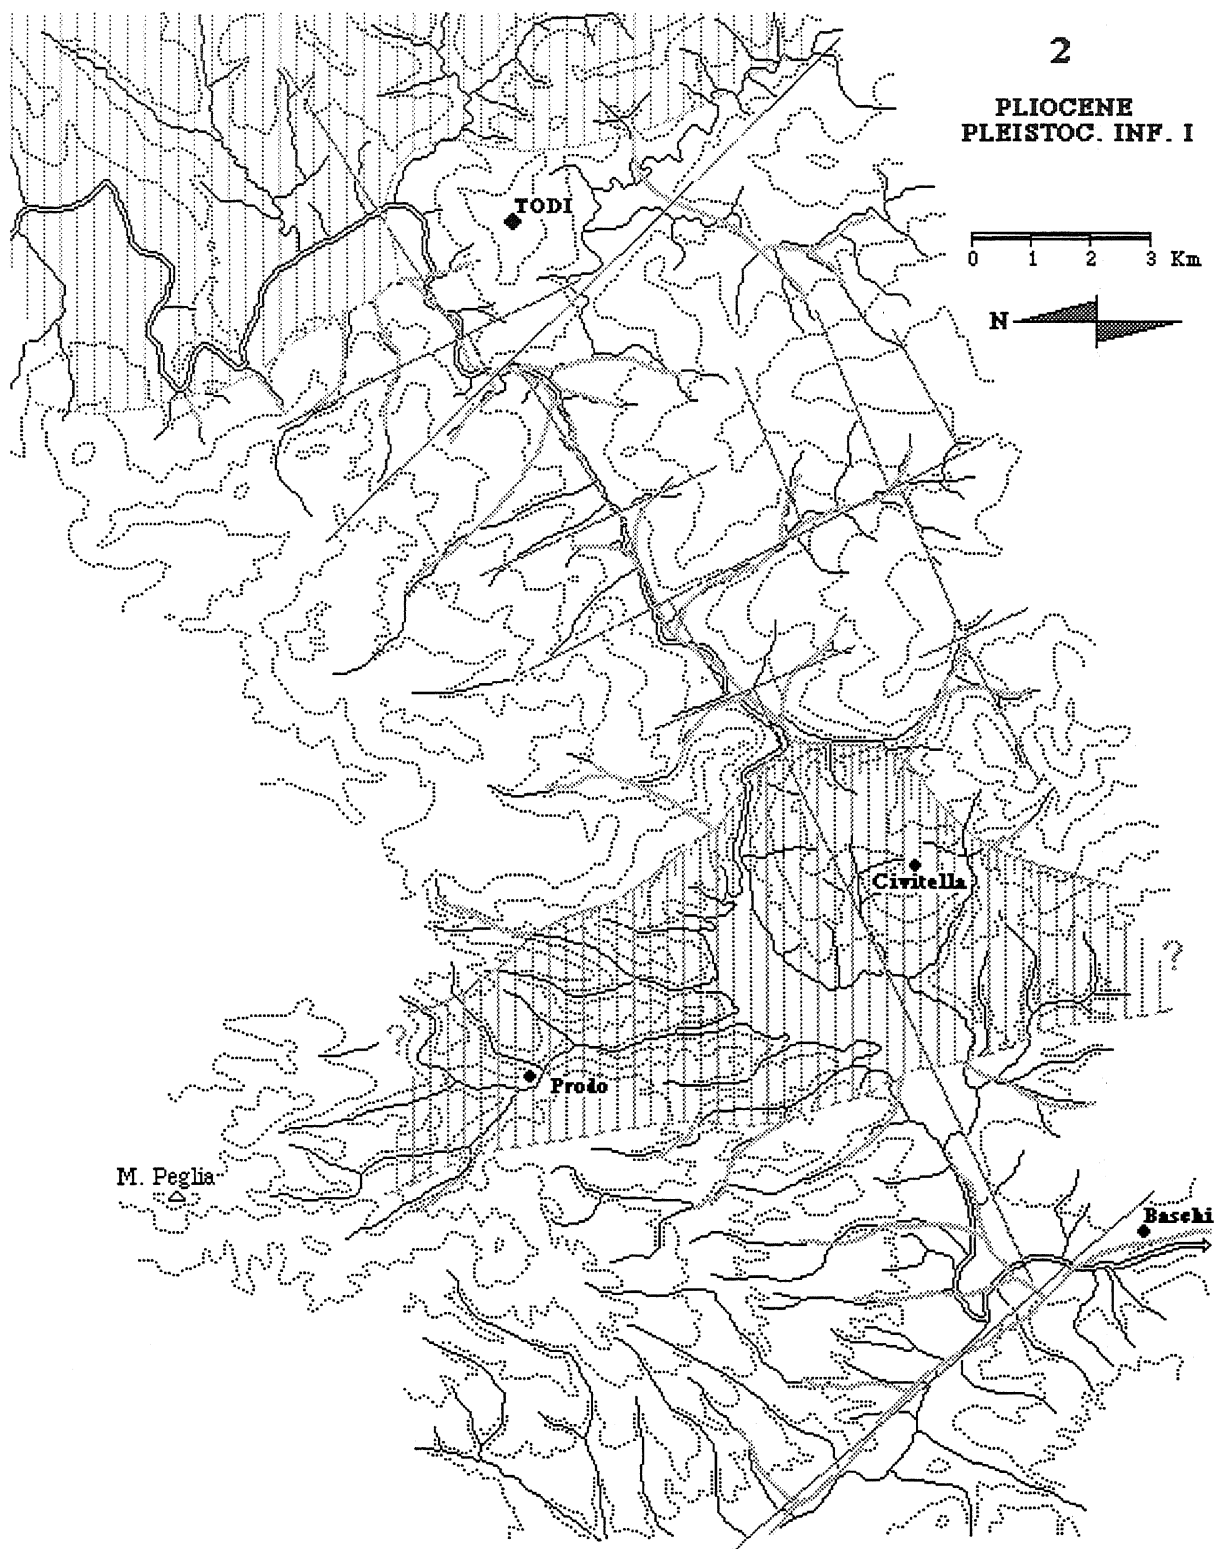 2
PLIOCENE
PLEISTOC. INF. I
TODI
0 1 2 3 Km
N
Civitella
?
?
Prodo
M. Peglia
Baschi